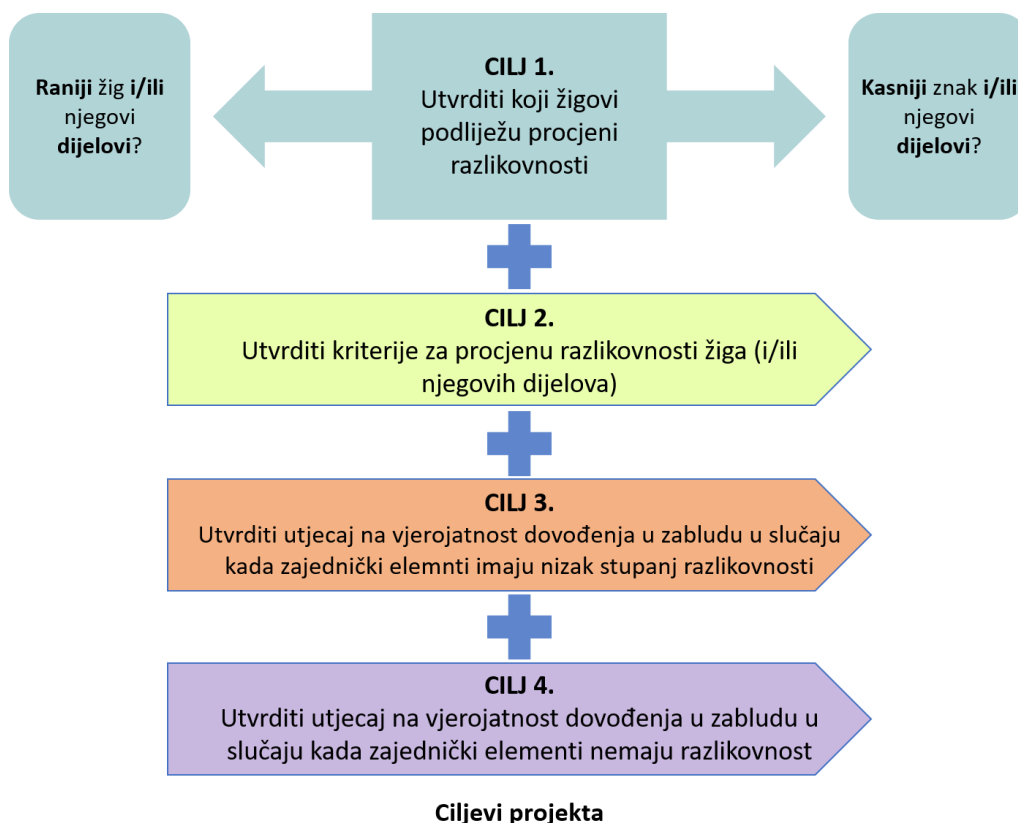 Raniji žig i/ili
njegovi
dijelovi?
CILJ 1.
Utvrditi koji žigovi
podliježu procjeni
razlikovnosti
Kasniji znak i/ili
njegovi
dijelovi?
CILJ 2.
Utvrditi kriterije za procjenu razlikovnosti žiga (i/ili
njegovih dijelova)
CILJ 3.
Utvrditi utjecaj na vjerojatnost dovođenja u zabludu u slučaju
kada zajednički elemnti imaju nizak stupanj razlikovnosti
CILJ 4.
Utvrditi utjecaj na vjerojatnost dovođenja u zabludu u
slučaju kada zajednički elementi nemaju razlikovnost
Ciljevi projekta